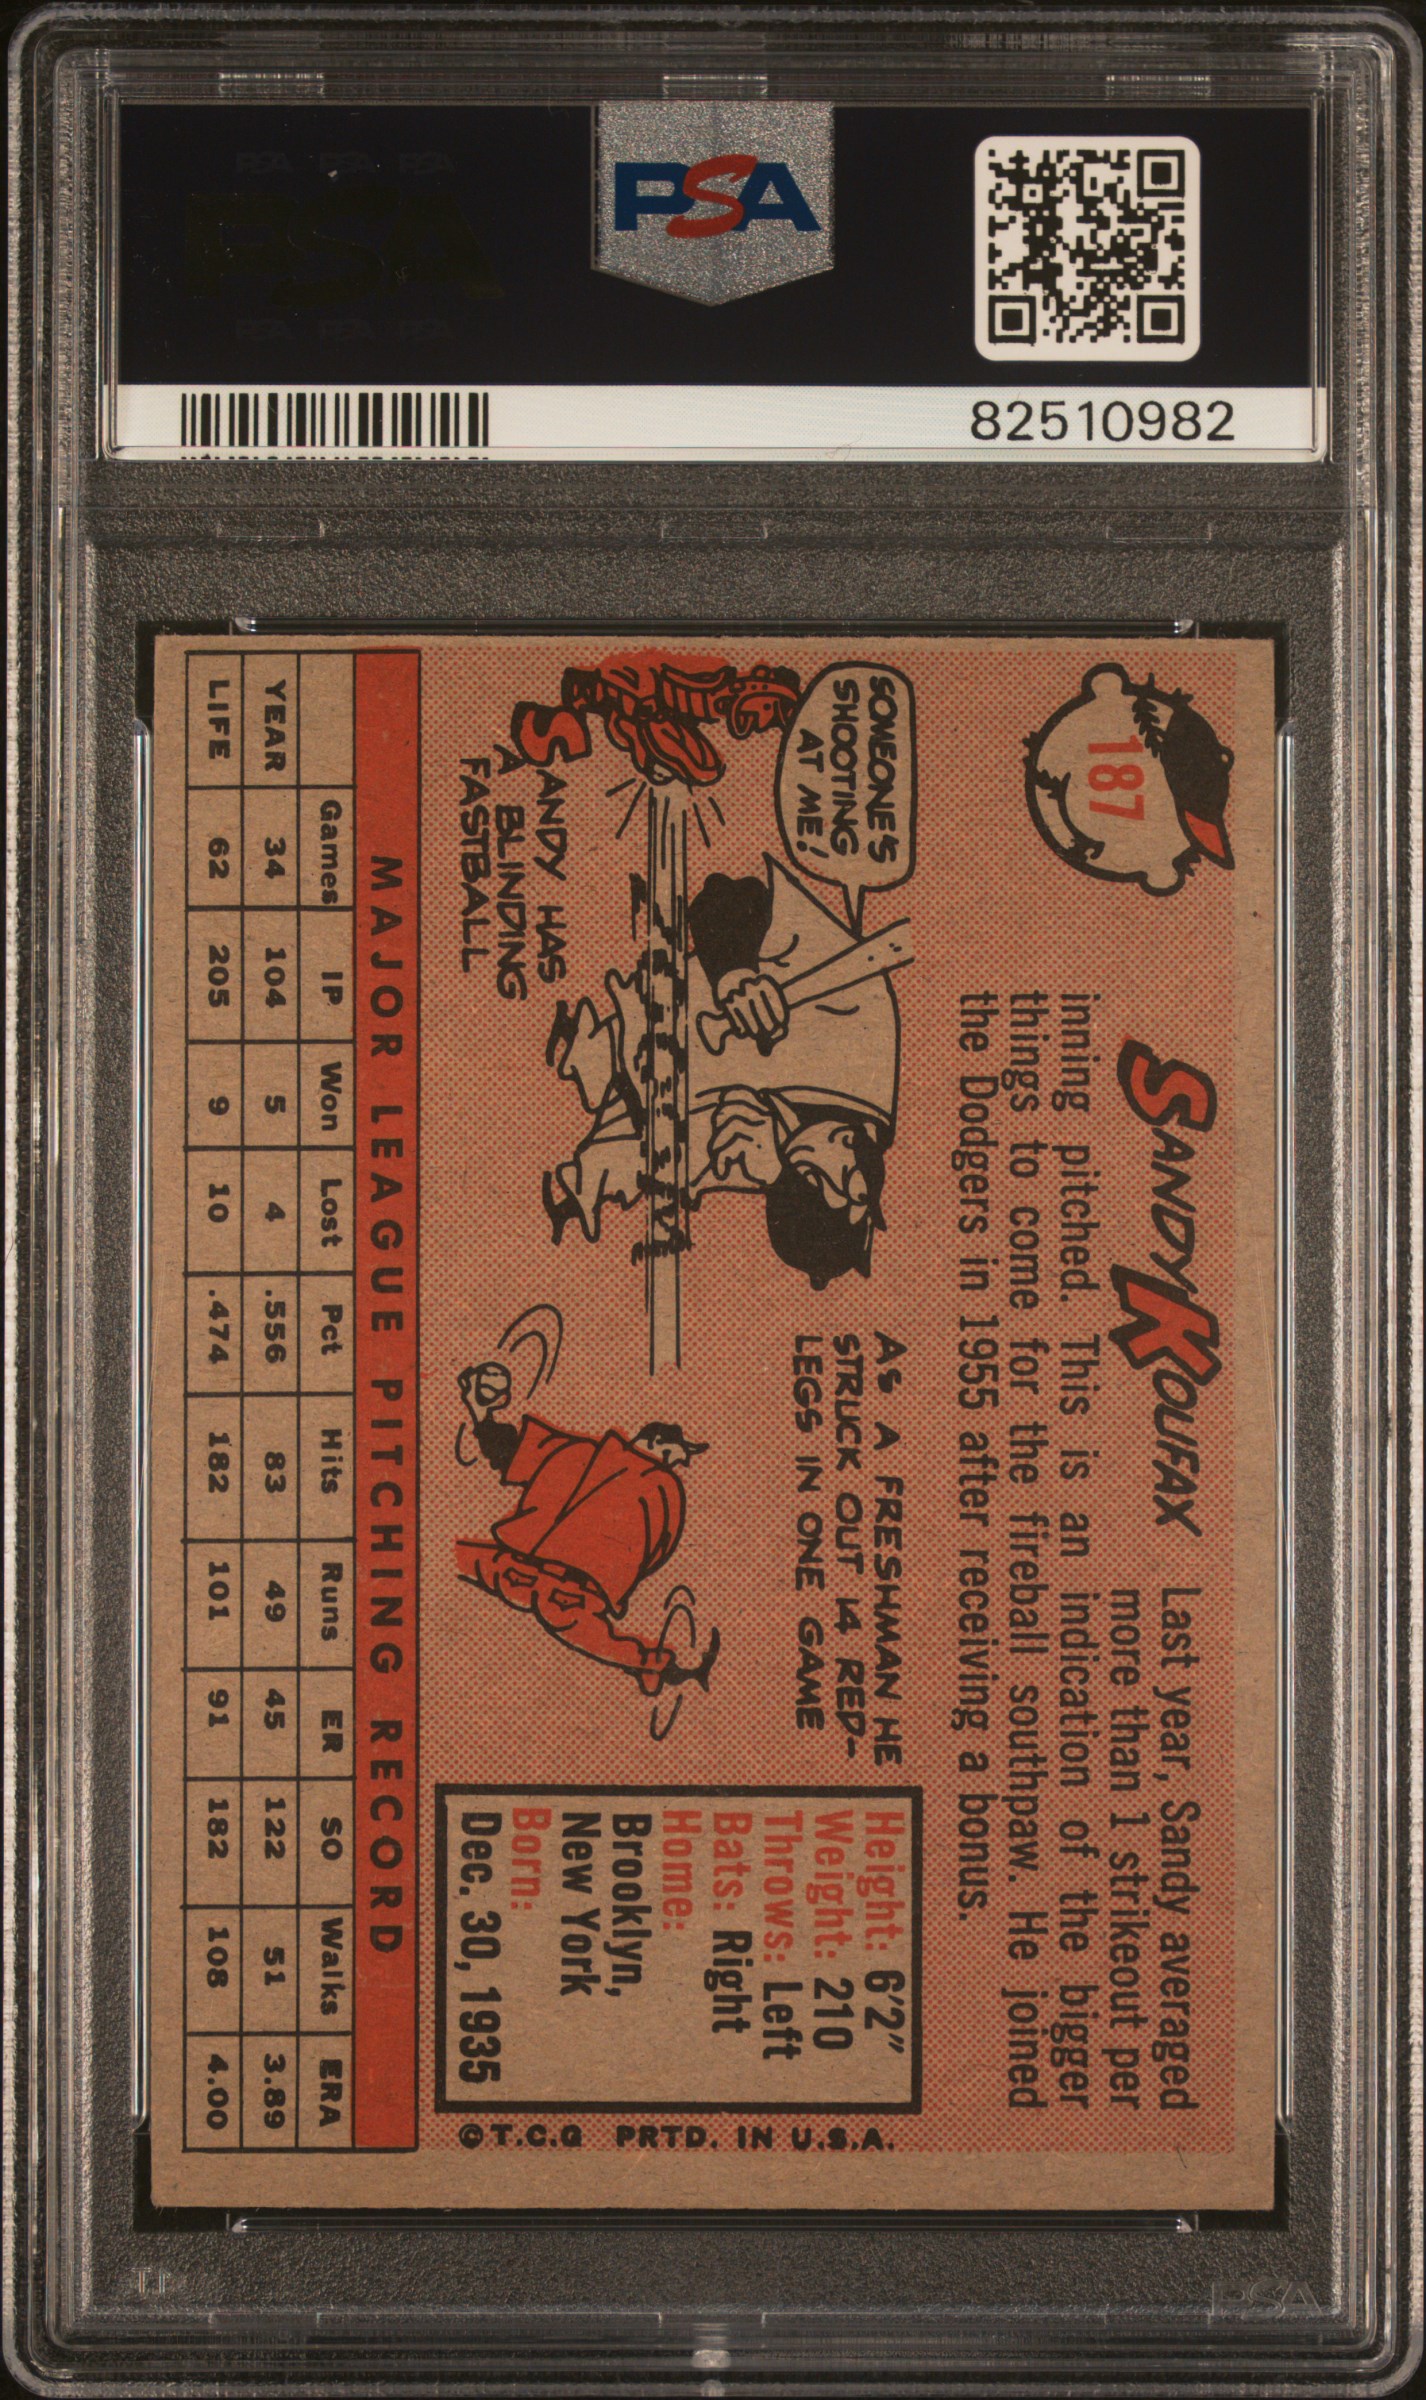 PSA
82510982
187
SANDY KOUFAX
Last year, Sandy averaged
more than 1 strikeout per
inning pitched. This is an indication of the bigger
things to come for the fireball southpaw. He joined
the Dodgers in 1955 after receiving a bonus.
SOMEONE'S
SHOOTING
AT ME!
SANDY HAS
A BLINDING
FASTBALL
AS A FRESHMAN HE
STRUCK OUT 14 RED-
LEGS IN ONE GAME
Height: 6'2"
Weight: 210
Throws: Left
Bats: Right
Home:
Brooklyn,
New York
Born:
Dec. 30, 1935
© T.C.G PRTD. IN U.S.A.
MAJOR LEAGUE PITCHING RECORD
Games IP Won Lost Pct Hits Runs ER SO Walks ERA
YEAR 34 104 5 4 .556 83 49 45 122 51 3.89
LIFE 62 205 9 10 .474 182 101 91 182 108 4.00
PSA